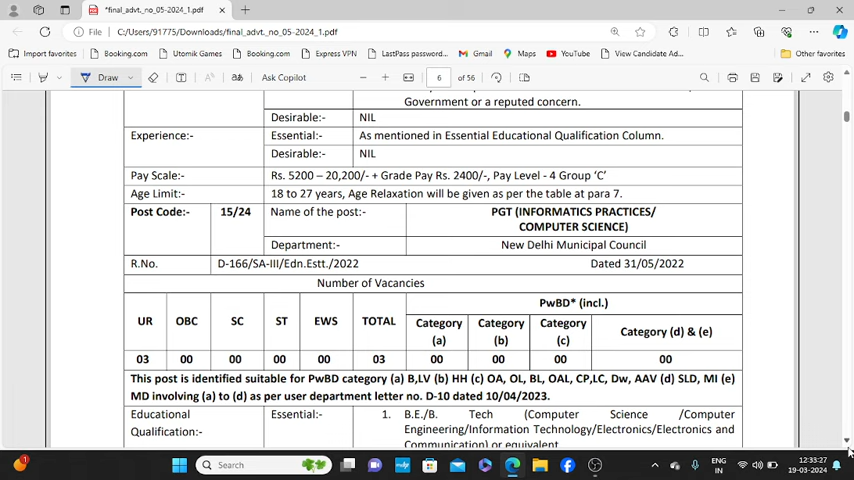 *final_advt._no_05-2024_1.pdf
File C:/Users/91775/Downloads/final_advt._no_05-2024_1.pdf
Import favorites Booking.com Utomik Games Booking.com Express VPN LastPass password... Gmail Maps YouTube View Candidate Ad... Other favorites
Draw Ask Copilot 6 of 56
Government or a reputed concern.
Desirable:- NIL
Experience:- Essential:- As mentioned in Essential Educational Qualification Column.
Desirable:- NIL
Pay Scale:- Rs. 5200 – 20,200/- + Grade Pay Rs. 2400/-, Pay Level - 4 Group ‘C’
Age Limit:- 18 to 27 years, Age Relaxation will be given as per the table at para 7.
Post Code:- 15/24 Name of the post:- PGT (INFORMATICS PRACTICES/
COMPUTER SCIENCE)
Department:- New Delhi Municipal Council
R.No. D-166/SA-III/Edn.Estt./2022 Dated 31/05/2022
Number of Vacancies
UR OBC SC ST EWS TOTAL PwBD* (incl.)
Category (a) Category (b) Category (c) Category (d) & (e)
03 00 00 00 00 03 00 00 00 00
This post is identified suitable for PwBD category (a) B,LV (b) HH (c) OA, OL, BL, OAL, CP,LC, Dw, AAV (d) SLD, MI (e)
MD involving (a) to (d) as per user department letter no. D-10 dated 10/04/2023.
Educational Essential:- 1. B.E./B. Tech (Computer Science /Computer
Qualification:- Engineering/Information Technology/Electronics/Electronics and
Communication) or equivalent
Search
ENG
IN
12:33:27
19-03-2024